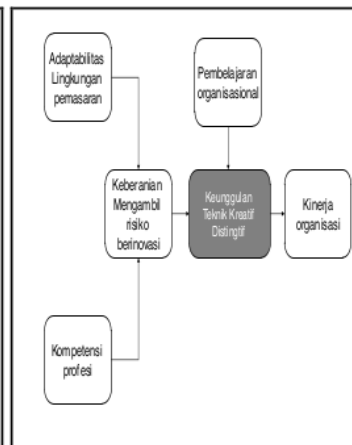 Adaptabilitas
Lingkungan
pemasaran
Pembelajaran
organisasional
Keberanian
Mengambil
risiko
berinovasi
Keunggulan
Teknik Kreatif
Distingtif
Kinerja
organisasi
Kompetensi
profesi